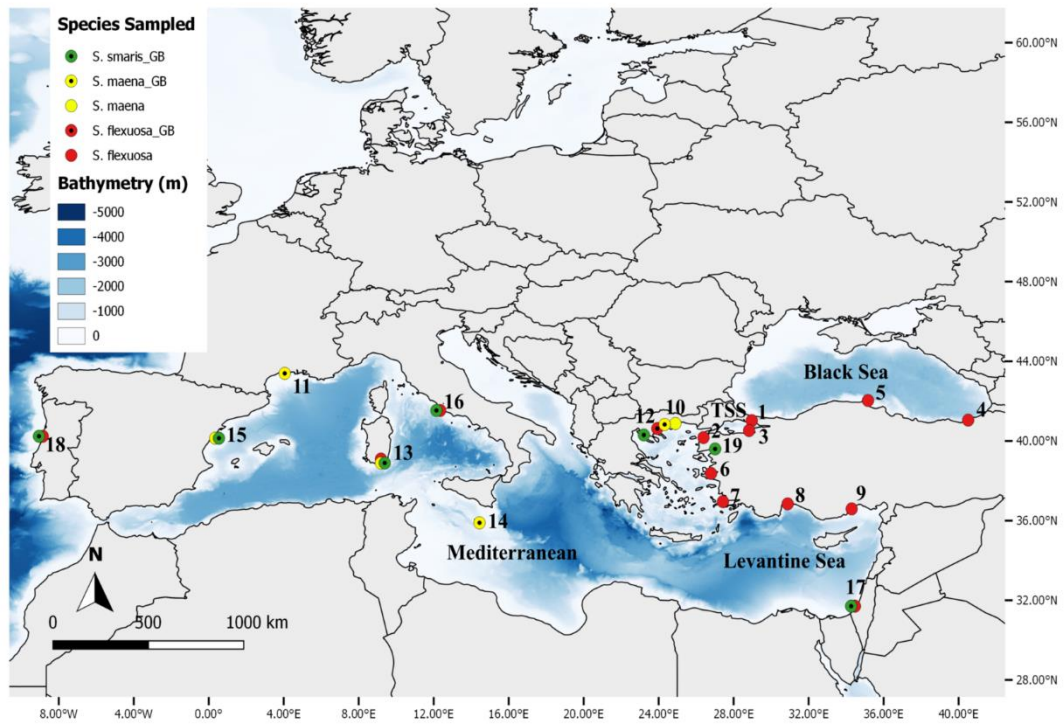 Species Sampled
S. smaris_GB
S. maena_GB
S. maena
S. flexuosa_GB
S. flexuosa
Bathymetry (m)
-5000
-4000
-3000
-2000
-1000
0
60.00°N
56.00°N
52.00°N
48.00°N
44.00°N
40.00°N
36.00°N
32.00°N
28.00°N
Black Sea
5
4
11
16
12
10
TSS
1
2
3
18
15
13
19
6
7
8
9
14
Mediterranean
Levantine Sea
17
N
0 500 1000 km
8.00°W 4.00°W 0.00° 4.00°E 8.00°E 12.00°E 16.00°E 20.00°E 24.00°E 28.00°E 32.00°E 36.00°E 40.00°E